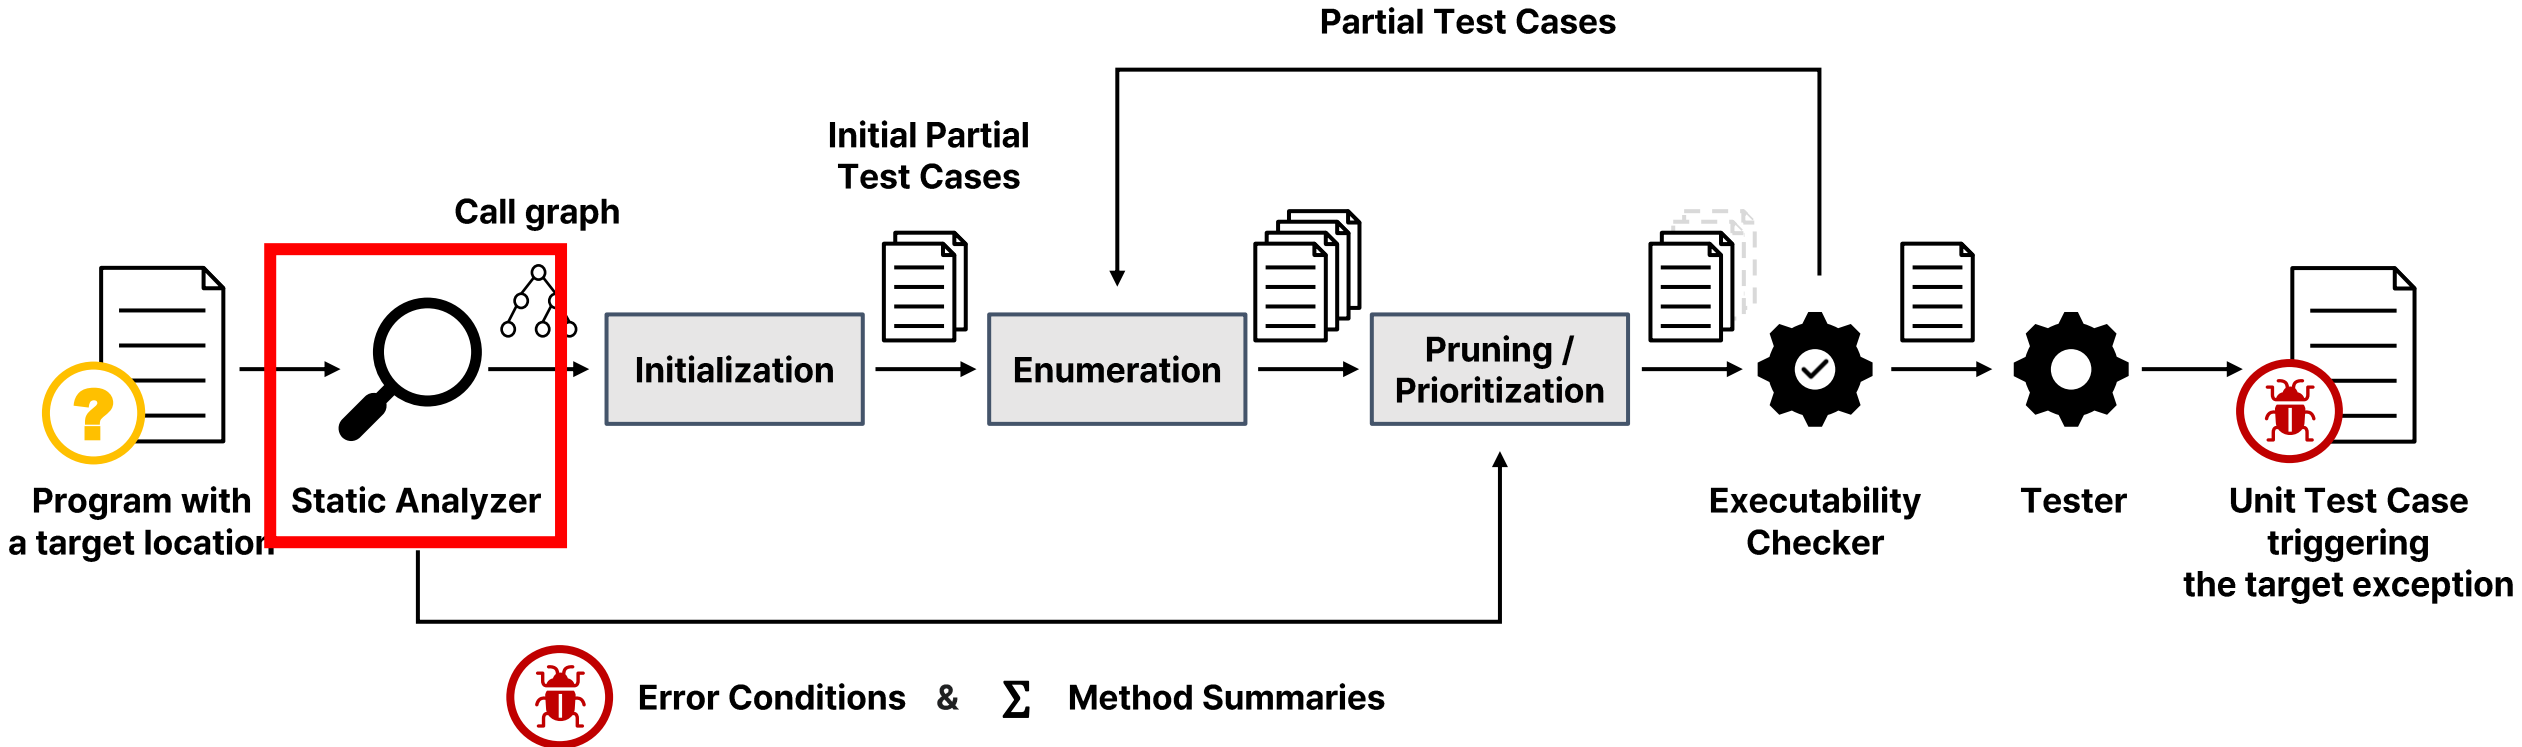 Partial Test Cases
Initial Partial
Test Cases
Call graph
Initialization
Enumeration
Pruning /
Prioritization
?
Program with
a target location
Static Analyzer
Executability
Checker
Tester
Unit Test Case
triggering
the target exception
Error Conditions & Σ Method Summaries